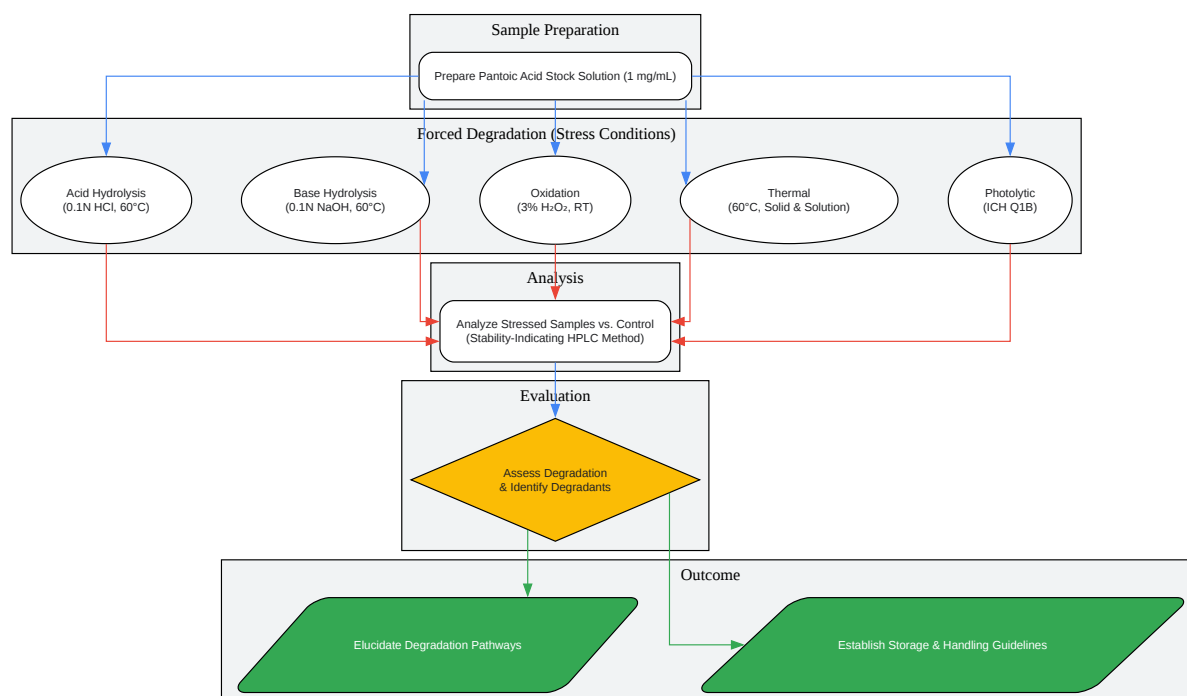 Sample Preparation
Prepare Pantoic Acid Stock Solution (1 mg/mL)
Forced Degradation (Stress Conditions)
Acid Hydrolysis
(0.1N HCl, 60°C)
Base Hydrolysis
(0.1N NaOH, 60°C)
Oxidation
(3% H₂O₂, RT)
Thermal
(60°C, Solid & Solution)
Photolytic
(ICH Q1B)
Analysis
Analyze Stressed Samples vs. Control
(Stability-Indicating HPLC Method)
Evaluation
Assess Degradation
& Identify Degradants
Outcome
Elucidate Degradation Pathways
Establish Storage & Handling Guidelines